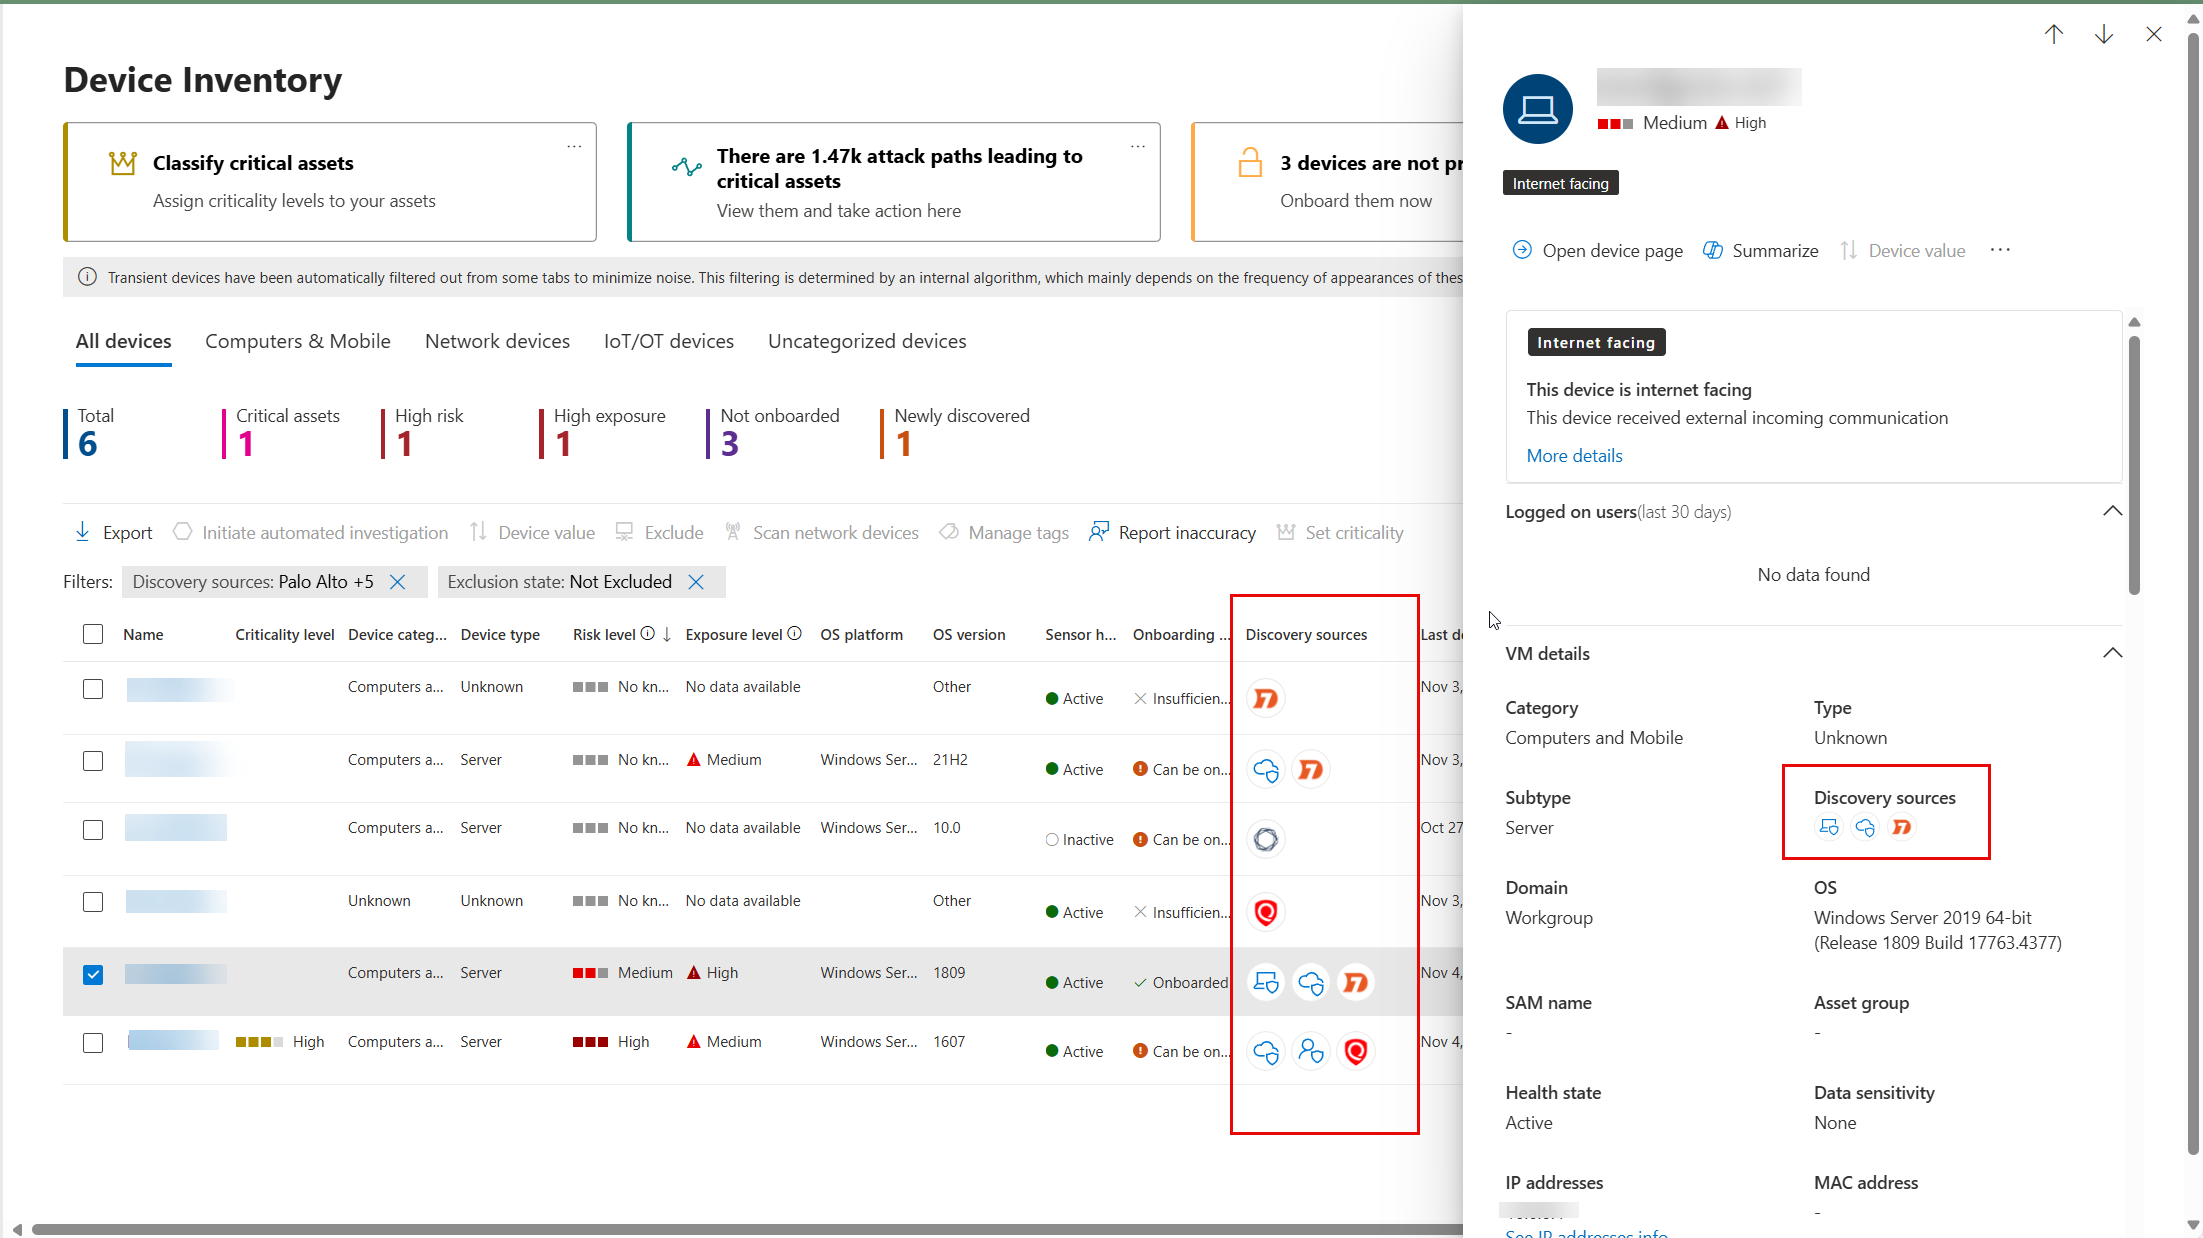 Device Inventory
Classify critical assets
Assign criticality levels to your assets
There are 1.47k attack paths leading to
critical assets
View them and take action here
3 devices are not pr
Onboard them now
Transient devices have been automatically filtered out from some tabs to minimize noise. This filtering is determined by an internal algorithm, which mainly depends on the frequency of appearances of thes
All devices Computers & Mobile Network devices IoT/OT devices Uncategorized devices
Total Critical assets High risk High exposure Not onboarded Newly discovered
6 1 1 1 3 1
Export Initiate automated investigation Device value Exclude Scan network devices Manage tags Report inaccuracy Set criticality
Filters: Discovery sources: Palo Alto +5 Exclusion state: Not Excluded
Name Criticality level Device categ... Device type Risk level Exposure level OS platform OS version Sensor h... Onboarding ... Discovery sources Last de
Computers a... Unknown No kn... No data available Other Active Insufficien... Nov 3,
Computers a... Server No kn... Medium Windows Ser... 21H2 Active Can be on... Nov 3,
Computers a... Server No kn... No data available Windows Ser... 10.0 Inactive Can be on... Oct 27
Unknown Unknown No kn... No data available Other Active Insufficien... Nov 3,
Computers a... Server Medium High Windows Ser... 1809 Active Onboarded Nov 4,
High Computers a... Server High Medium Windows Ser... 1607 Active Can be on... Nov 4,
Medium High
Internet facing
Open device page Summarize Device value ...
Internet facing
This device is internet facing
This device received external incoming communication
More details
Logged on users(last 30 days)
No data found
VM details
Category Type
Computers and Mobile Unknown
Subtype Discovery sources
Server
Domain OS
Workgroup Windows Server 2019 64-bit
(Release 1809 Build 17763.4377)
SAM name Asset group
- -
Health state Data sensitivity
Active None
IP addresses MAC address
-
See IP addresses info